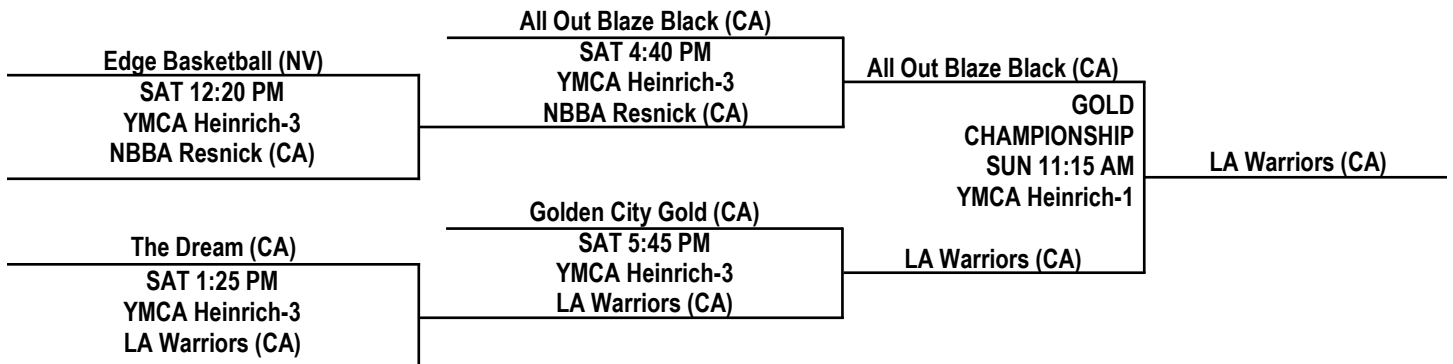 Edge Basketball (NV)
SAT 12:20 PM
YMCA Heinrich-3
NBBA Resnick (CA)
The Dream (CA)
SAT 1:25 PM
YMCA Heinrich-3
LA Warriors (CA)
All Out Blaze Black (CA)
SAT 4:40 PM
YMCA Heinrich-3
NBBA Resnick (CA)
Golden City Gold (CA)
SAT 5:45 PM
YMCA Heinrich-3
LA Warriors (CA)
All Out Blaze Black (CA)
GOLD
CHAMPIONSHIP
SUN 11:15 AM
YMCA Heinrich-1
LA Warriors (CA)
LA Warriors (CA)